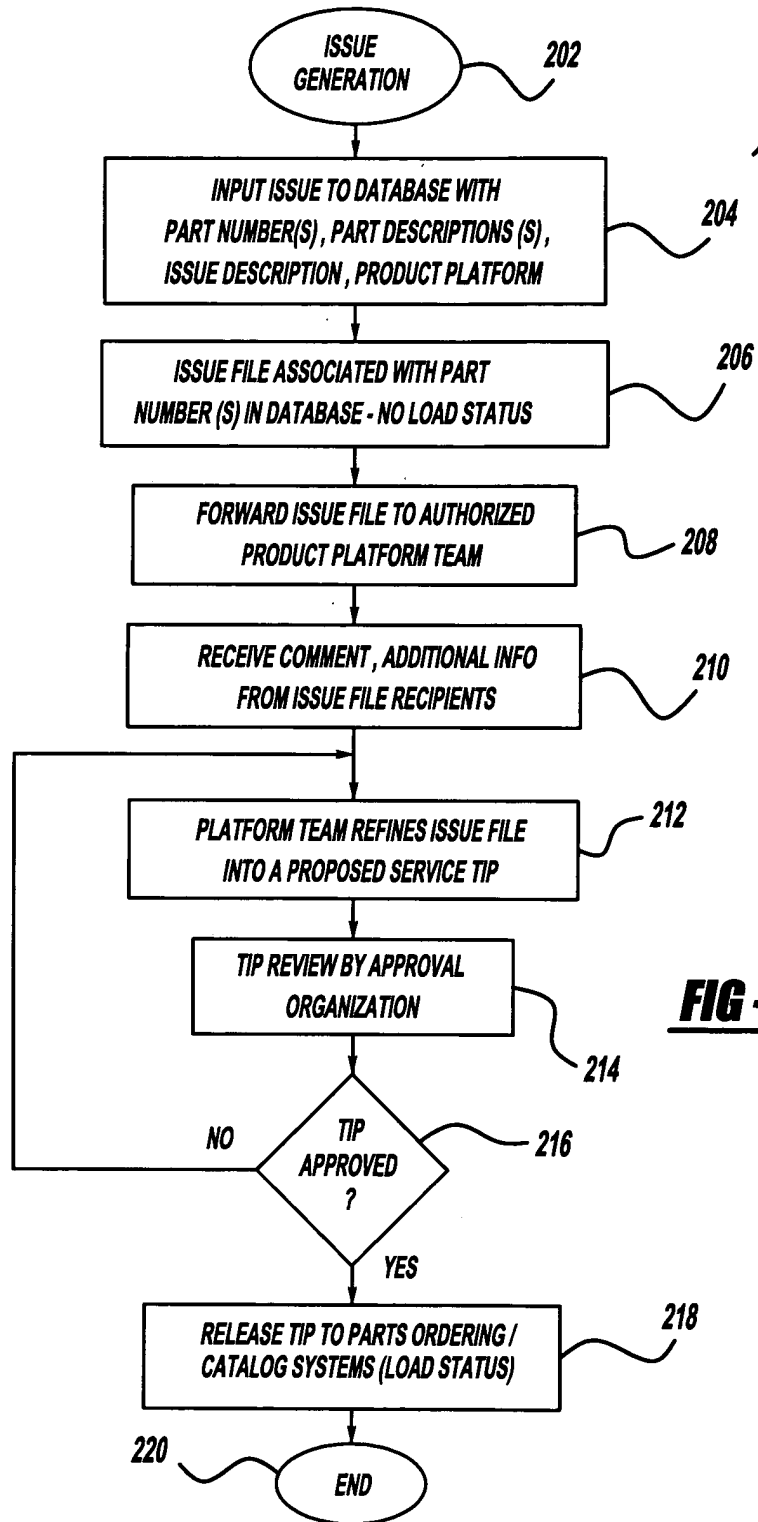 ISSUE
GENERATION
202
INPUT ISSUE TO DATABASE WITH
PART NUMBER(S) , PART DESCRIPTIONS (S) ,
ISSUE DESCRIPTION , PRODUCT PLATFORM
204
ISSUE FILE ASSOCIATED WITH PART
NUMBER (S) IN DATABASE - NO LOAD STATUS
206
FORWARD ISSUE FILE TO AUTHORIZED
PRODUCT PLATFORM TEAM
208
RECEIVE COMMENT , ADDITIONAL INFO
FROM ISSUE FILE RECIPIENTS
210
PLATFORM TEAM REFINES ISSUE FILE
INTO A PROPOSED SERVICE TIP
212
TIP REVIEW BY APPROVAL
ORGANIZATION
214
FIG -
TIP
APPROVED
?
216
NO
YES
RELEASE TIP TO PARTS ORDERING /
CATALOG SYSTEMS (LOAD STATUS)
218
220
END